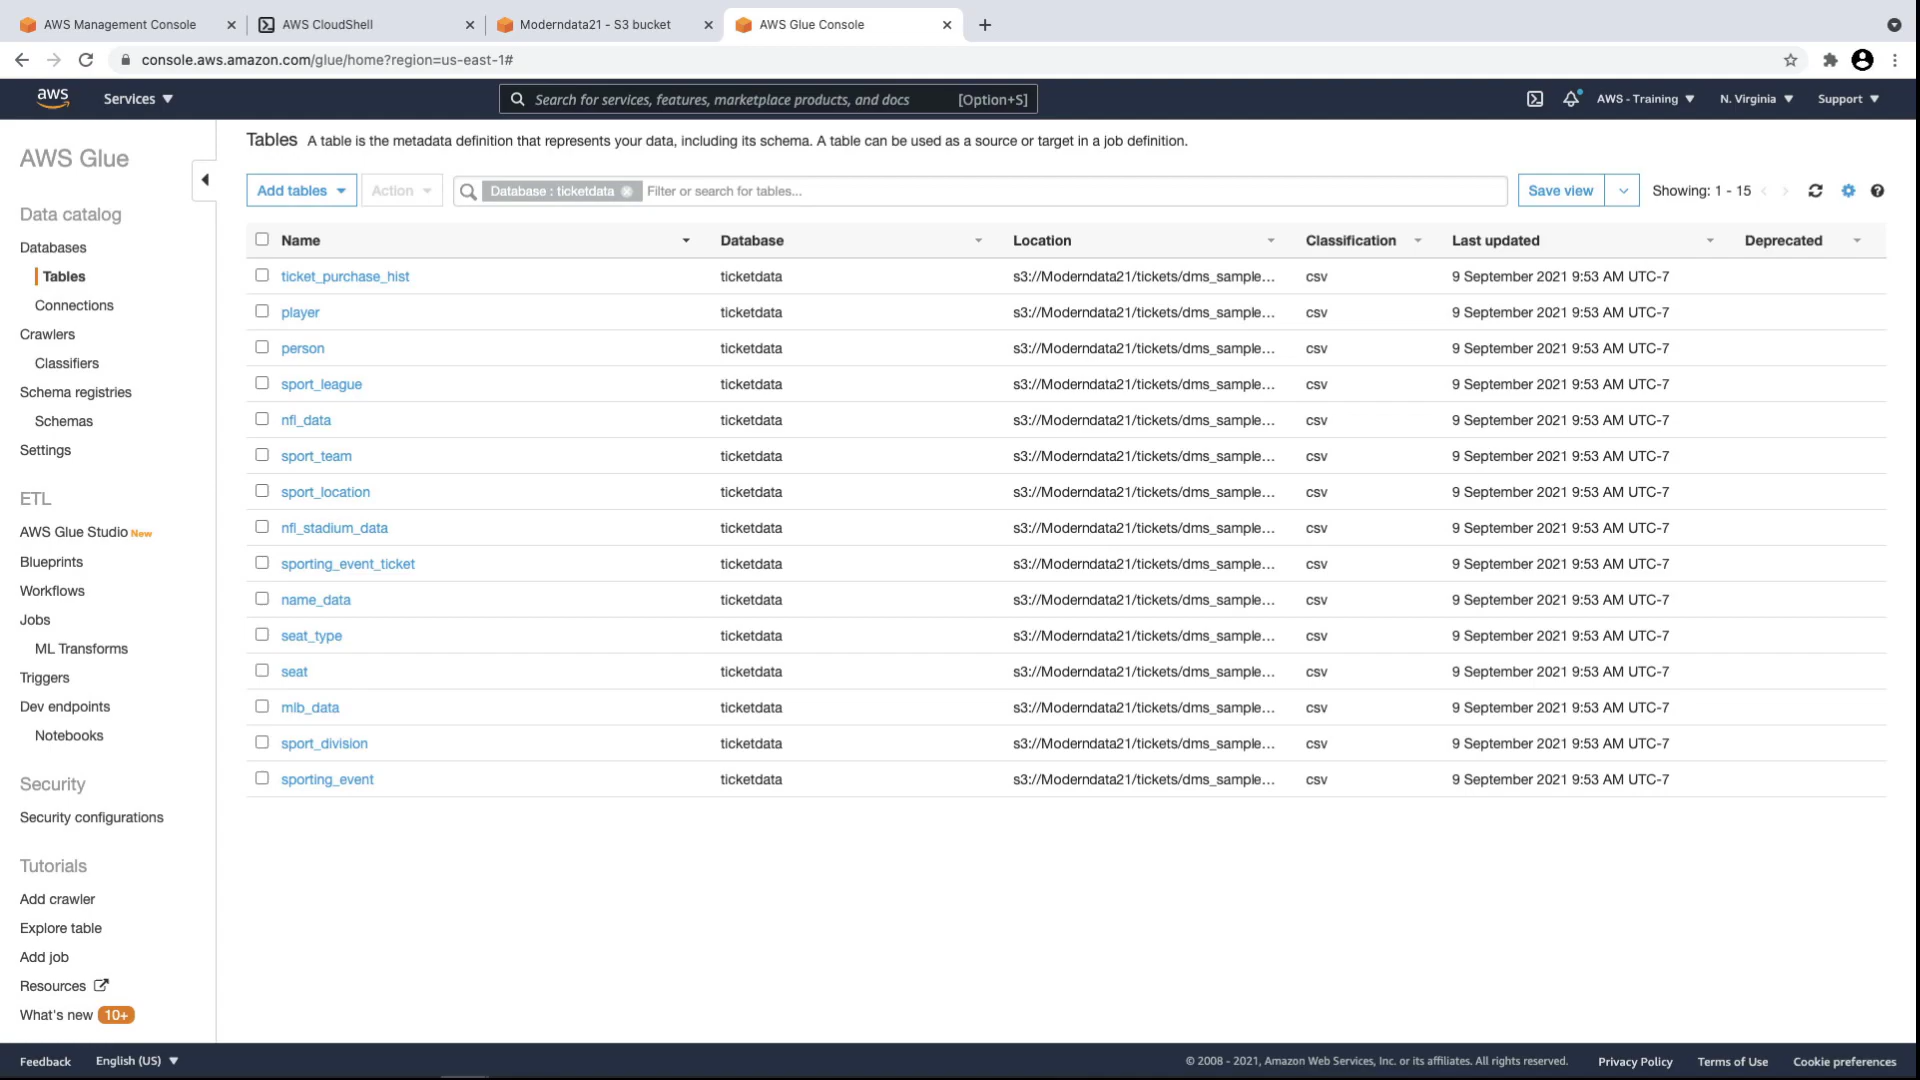 AWS Management Console
AWS CloudShell
Moderndata21 - S3 bucket
AWS Glue Console
console.aws.amazon.com/glue/home?region=us-east-1#
aws Services Search for services, features, marketplace products, and docs [Option+S] AWS - Training N. Virginia Support
AWS Glue
Data catalog
Databases
Tables
Connections
Crawlers
Classifiers
Schema registries
Schemas
Settings
ETL
AWS Glue Studio New
Blueprints
Workflows
Jobs
ML Transforms
Triggers
Dev endpoints
Notebooks
Security
Security configurations
Tutorials
Add crawler
Explore table
Add job
Resources
What's new 10+
Tables A table is the metadata definition that represents your data, including its schema. A table can be used as a source or target in a job definition.
Add tables Action Database : ticketdata Filter or search for tables... Save view Showing: 1 - 15
Name Database Location Classification Last updated Deprecated
ticket_purchase_hist ticketdata s3://Moderndata21/tickets/dms_sample... csv 9 September 2021 9:53 AM UTC-7
player ticketdata s3://Moderndata21/tickets/dms_sample... csv 9 September 2021 9:53 AM UTC-7
person ticketdata s3://Moderndata21/tickets/dms_sample... csv 9 September 2021 9:53 AM UTC-7
sport_league ticketdata s3://Moderndata21/tickets/dms_sample... csv 9 September 2021 9:53 AM UTC-7
nfl_data ticketdata s3://Moderndata21/tickets/dms_sample... csv 9 September 2021 9:53 AM UTC-7
sport_team ticketdata s3://Moderndata21/tickets/dms_sample... csv 9 September 2021 9:53 AM UTC-7
sport_location ticketdata s3://Moderndata21/tickets/dms_sample... csv 9 September 2021 9:53 AM UTC-7
nfl_stadium_data ticketdata s3://Moderndata21/tickets/dms_sample... csv 9 September 2021 9:53 AM UTC-7
sporting_event_ticket ticketdata s3://Moderndata21/tickets/dms_sample... csv 9 September 2021 9:53 AM UTC-7
name_data ticketdata s3://Moderndata21/tickets/dms_sample... csv 9 September 2021 9:53 AM UTC-7
seat_type ticketdata s3://Moderndata21/tickets/dms_sample... csv 9 September 2021 9:53 AM UTC-7
seat ticketdata s3://Moderndata21/tickets/dms_sample... csv 9 September 2021 9:53 AM UTC-7
mlb_data ticketdata s3://Moderndata21/tickets/dms_sample... csv 9 September 2021 9:53 AM UTC-7
sport_division ticketdata s3://Moderndata21/tickets/dms_sample... csv 9 September 2021 9:53 AM UTC-7
sporting_event ticketdata s3://Moderndata21/tickets/dms_sample... csv 9 September 2021 9:53 AM UTC-7
Feedback English (US) © 2008 - 2021, Amazon Web Services, Inc. or its affiliates. All rights reserved. Privacy Policy Terms of Use Cookie preferences